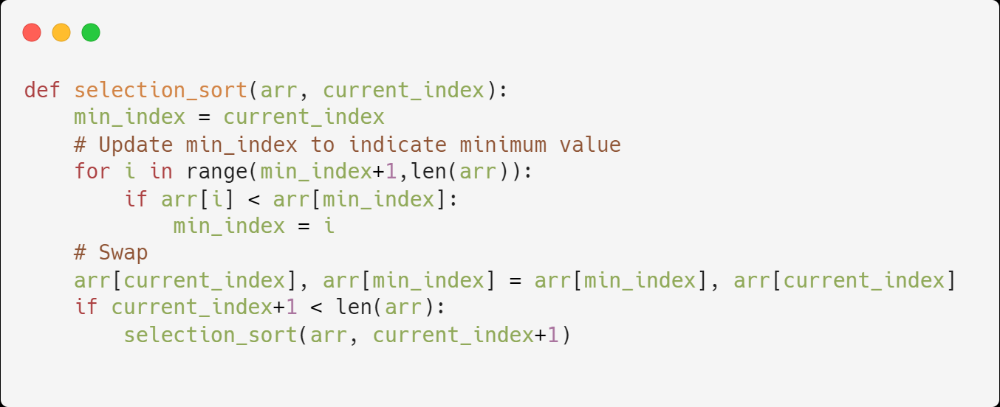 def selection_sort(arr, current_index):
    min_index = current_index
    # Update min_index to indicate minimum value
    for i in range(min_index+1,len(arr)):
        if arr[i] < arr[min_index]:
            min_index = i
    # Swap
    arr[current_index], arr[min_index] = arr[min_index], arr[current_index]
    if current_index+1 < len(arr):
        selection_sort(arr, current_index+1)